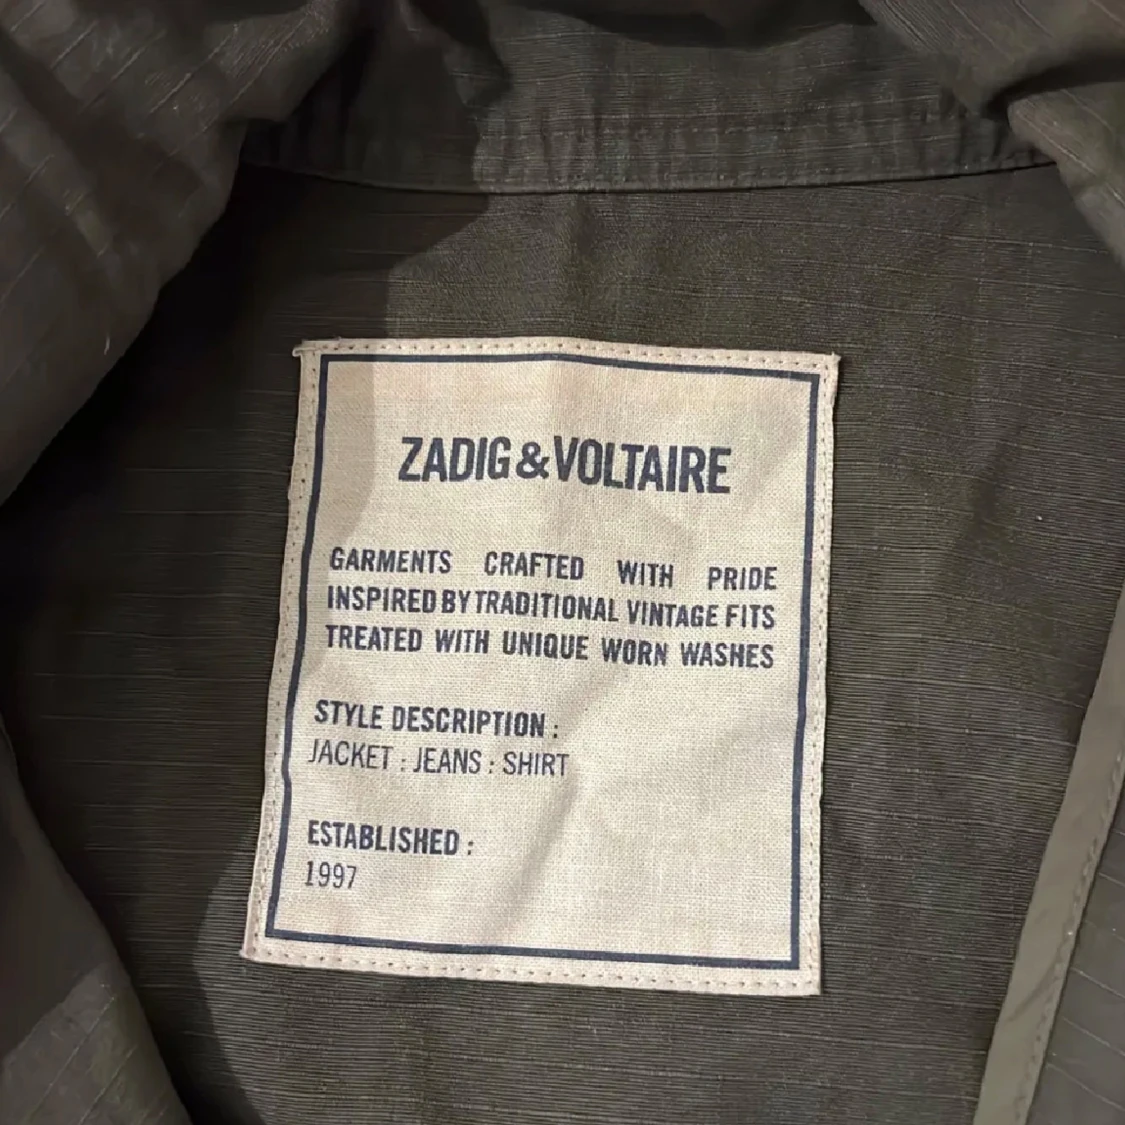 ZADIG&VOLTAIRE
GARMENTS CRAFTED WITH PRIDE
INSPIRED BY TRADITIONAL VINTAGE FITS
TREATED WITH UNIQUE WORN WASHES
STYLE DESCRIPTION :
JACKET : JEANS : SHIRT
ESTABLISHED :
1997